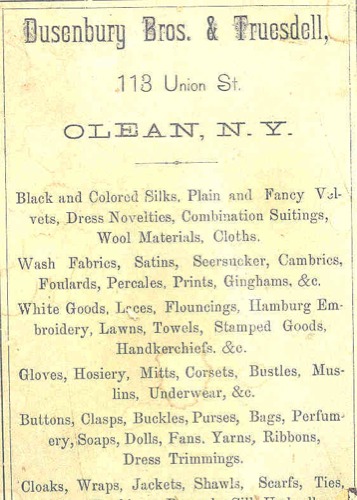 Dusenbury Bros. & Truesdell,
113 Union St.
OLEAN, N. Y.
Black and Colored Silks, Plain and Fancy Vel-
vets, Dress Novelties, Combination Suitings,
Wool Materials, Cloths.
Wash Fabrics, Satins, Seersucker, Cambrics,
Foulards, Percales, Prints, Ginghams, &c.
White Goods, Laces, Flouncings, Hamburg Em-
broidery, Lawns, Towels, Stamped Goods,
Handkerchiefs, &c.
Gloves, Hosiery, Mitts, Corsets, Bustles, Mus-
lins, Underwear, &c.
Buttons, Clasps, Buckles, Purses, Bags, Perfum-
ery, Soaps, Dolls, Fans. Yarns, Ribbons,
Dress Trimmings.
Cloaks, Wraps, Jackets, Shawls, Scarfs, Ties,